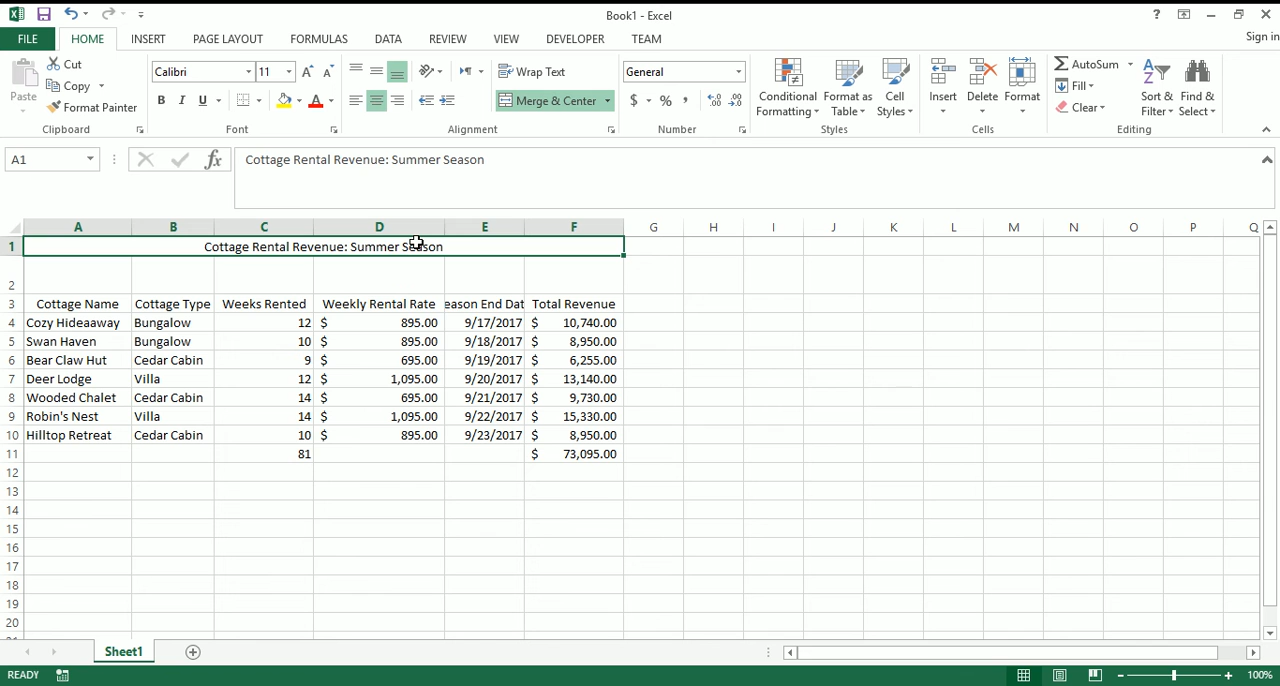 Book1 - Excel
?
FILE HOME INSERT PAGE LAYOUT FORMULAS DATA REVIEW VIEW DEVELOPER TEAM Sign in
Paste Cut Copy Format Painter Clipboard
Calibri 11 B I U A Font
Wrap Text Merge & Center Alignment
General $ % , Number
Conditional Formatting Format as Table Cell Styles Styles
Insert Delete Format Cells
AutoSum Fill Clear Sort & Filter Find & Select Editing
A1 fx Cottage Rental Revenue: Summer Season
A B C D E F G H I J K L M N O P Q
1 Cottage Rental Revenue: Summer Season
2
3 Cottage Name Cottage Type Weeks Rented Weekly Rental Rate eason End Dat Total Revenue
4 Cozy Hideaaway Bungalow 12 $ 895.00 9/17/2017 $ 10,740.00
5 Swan Haven Bungalow 10 $ 895.00 9/18/2017 $ 8,950.00
6 Bear Claw Hut Cedar Cabin 9 $ 695.00 9/19/2017 $ 6,255.00
7 Deer Lodge Villa 12 $ 1,095.00 9/20/2017 $ 13,140.00
8 Wooded Chalet Cedar Cabin 14 $ 695.00 9/21/2017 $ 9,730.00
9 Robin's Nest Villa 14 $ 1,095.00 9/22/2017 $ 15,330.00
10 Hilltop Retreat Cedar Cabin 10 $ 895.00 9/23/2017 $ 8,950.00
11 81 $ 73,095.00
12
13
14
15
16
17
18
19
20
Sheet1
READY 100%